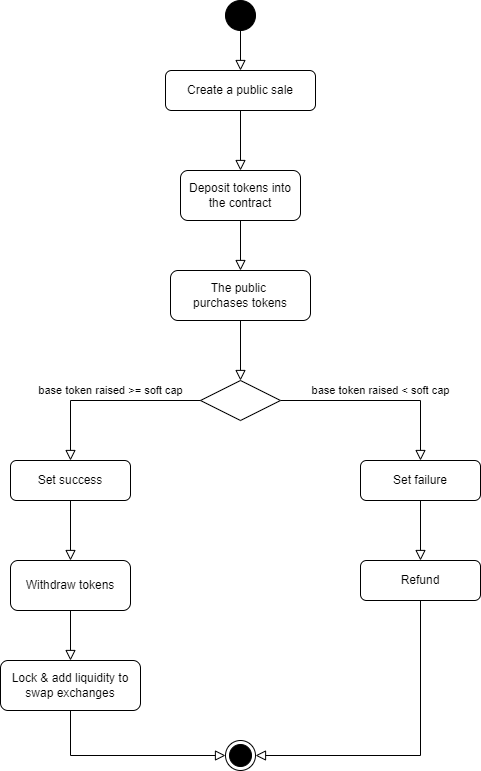 Create a public sale
Deposit tokens into
the contract
The public
purchases tokens
base token raised >= soft cap
base token raised < soft cap
Set success
Set failure
Withdraw tokens
Refund
Lock & add liquidity to
swap exchanges